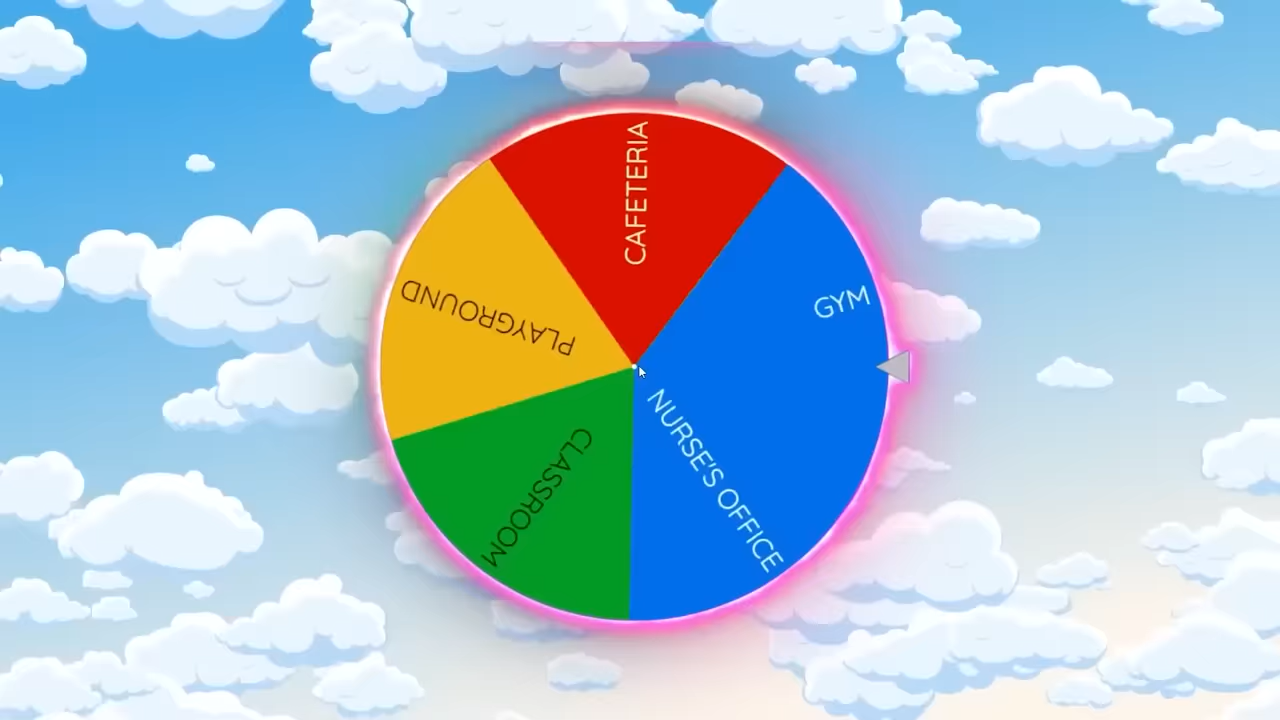 CAFETERIA
GYM
NURSE'S OFFICE
CLASSROOM
PLAYGROUND